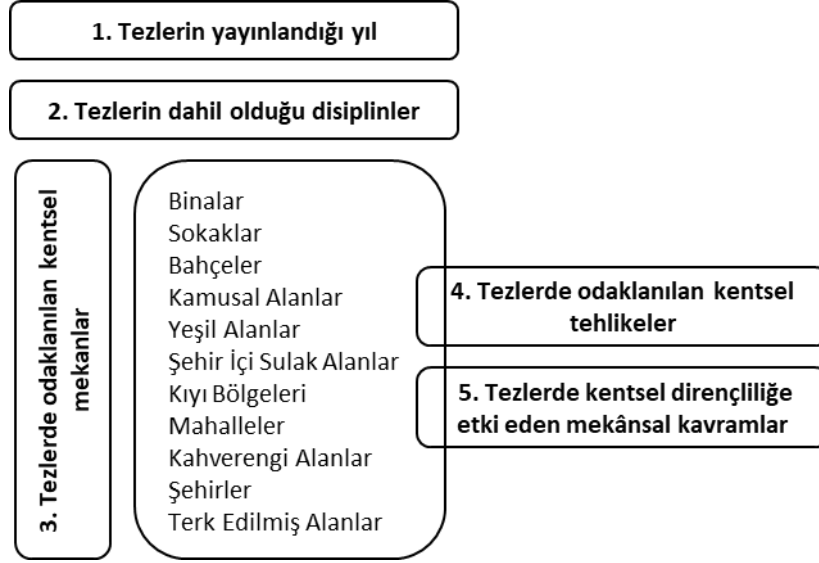 1. Tezlerin yayınlandığı yıl
2. Tezlerin dahil olduğu disiplinler
3. Tezlerde odaklanılan kentsel
mekanlar
Binalar
Sokaklar
Bahçeler
Kamusal Alanlar
Yeşil Alanlar
Şehir İçi Sulak Alanlar
Kıyı Bölgeleri
Mahalleler
Kahverengi Alanlar
Şehirler
Terk Edilmiş Alanlar
4. Tezlerde odaklanılan kentsel
tehlikeler
5. Tezlerde kentsel dirençliliğe
etki eden mekânsal kavramlar